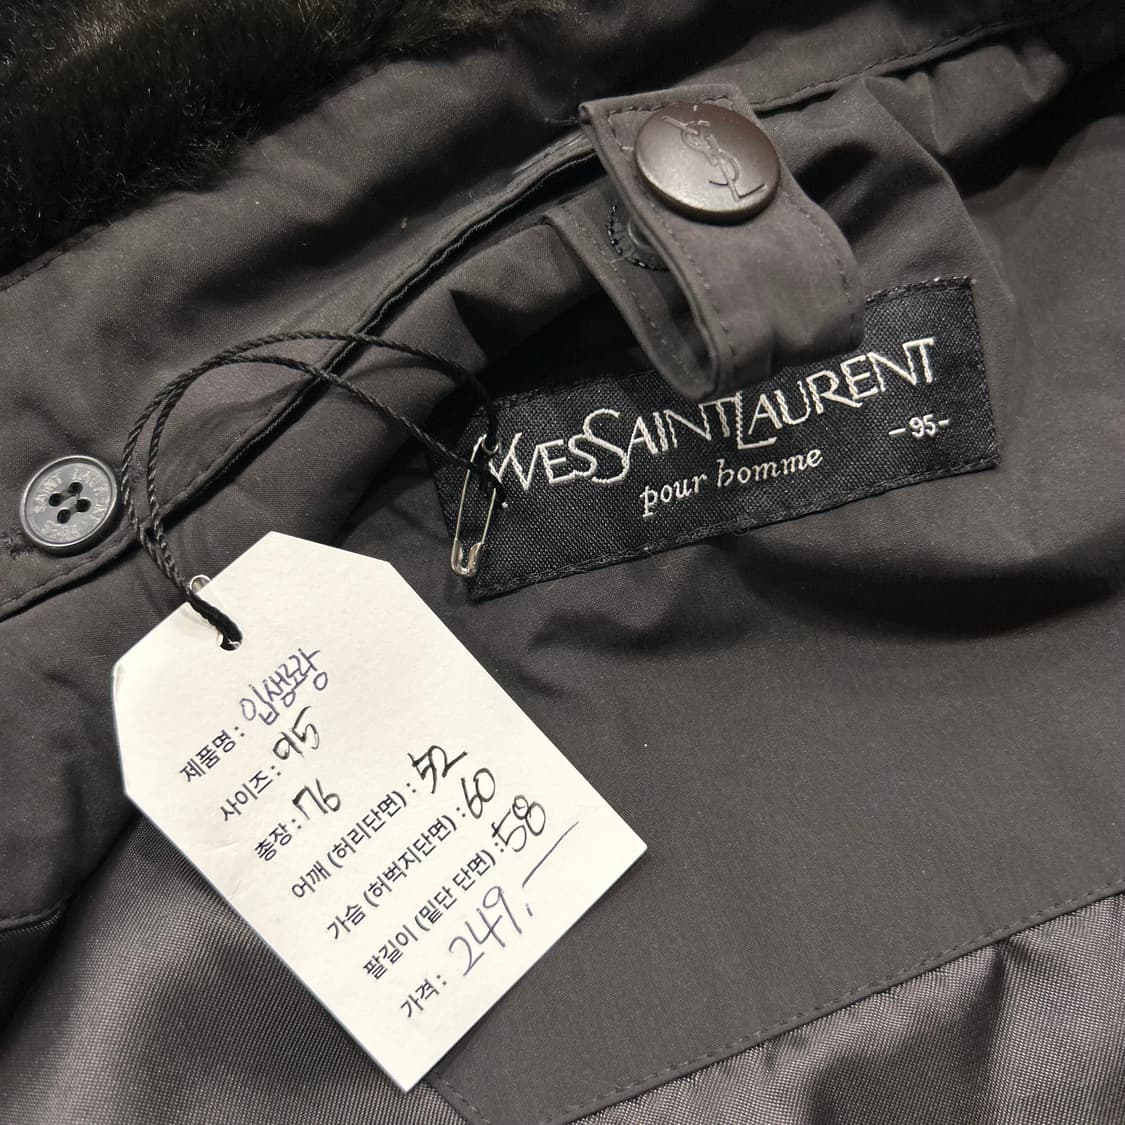 YSL
YVESSAINTLAURENT
pour homme
-95-
SAINT LAURENT
제품명 : 입생로랑
사이즈 : 95
총장 : 76
어깨 (허리단면) : 52
가슴 (허벅지단면) : 60
팔길이 (밑단 단면) : 58
가격 : 249,-